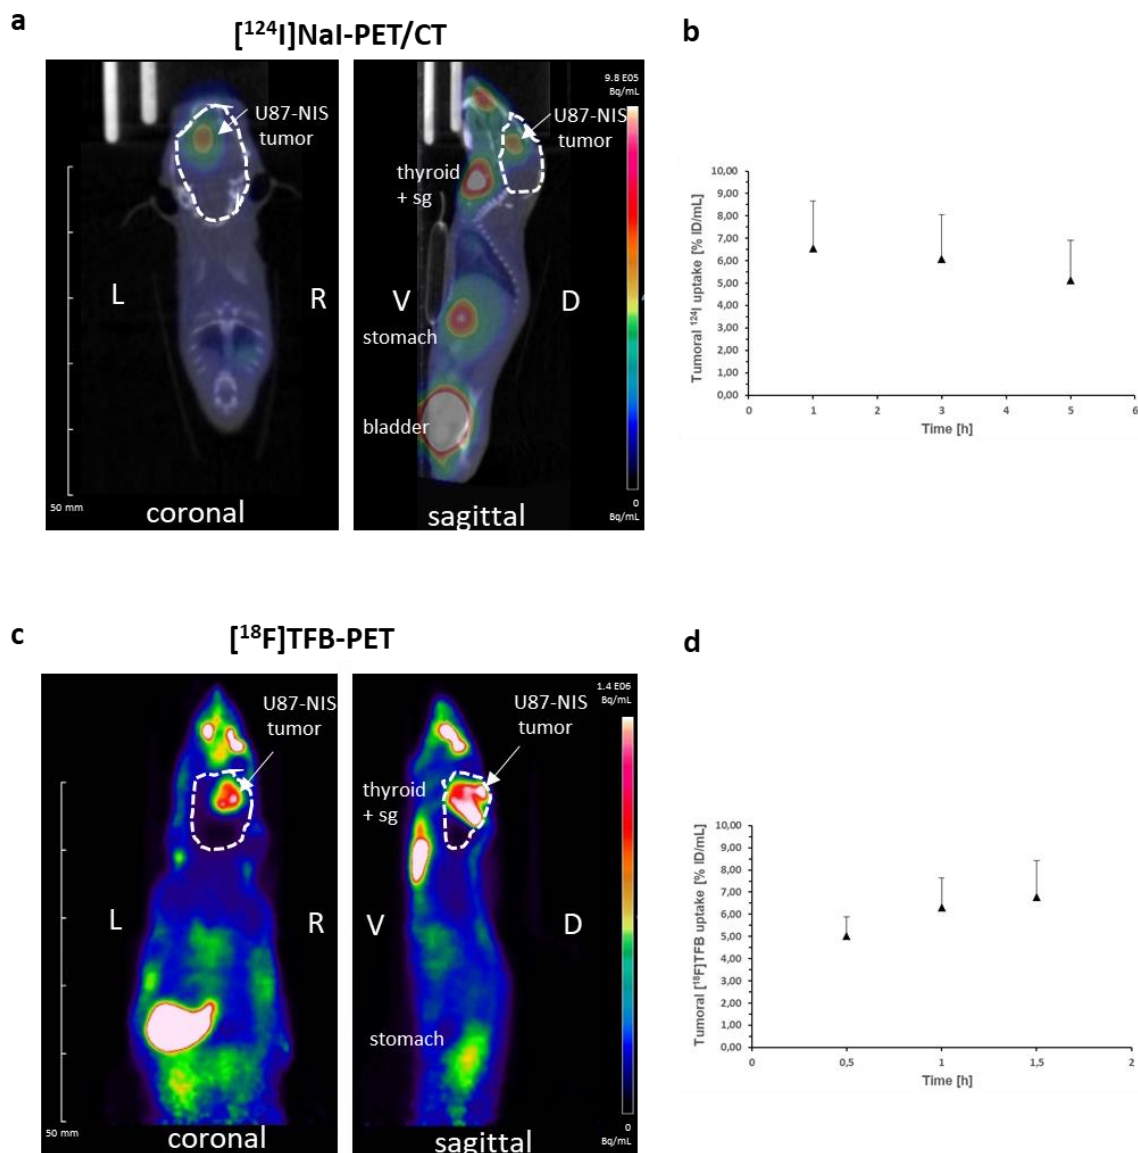 a
[¹²⁴I]NaI-PET/CT
U87-NIS
tumor
L
R
50 mm
coronal
9.8 E05
Bq/mL
U87-NIS
tumor
thyroid
+ sg
V
D
stomach
bladder
0
Bq/mL
sagittal
b
Tumoral ¹²⁴I uptake [% ID/mL]
10,00
9,00
8,00
7,00
6,00
5,00
4,00
3,00
2,00
1,00
0,00
0 1 2 3 4 5 6
Time [h]
c
[¹⁸F]TFB-PET
U87-NIS
tumor
L
R
50 mm
coronal
1.4 E06
Bq/mL
U87-NIS
tumor
thyroid
+ sg
V
D
stomach
0
Bq/mL
sagittal
d
Tumoral [¹⁸F]TFB uptake [% ID/mL]
10,00
9,00
8,00
7,00
6,00
5,00
4,00
3,00
2,00
1,00
0,00
0 0,5 1 1,5 2
Time [h]